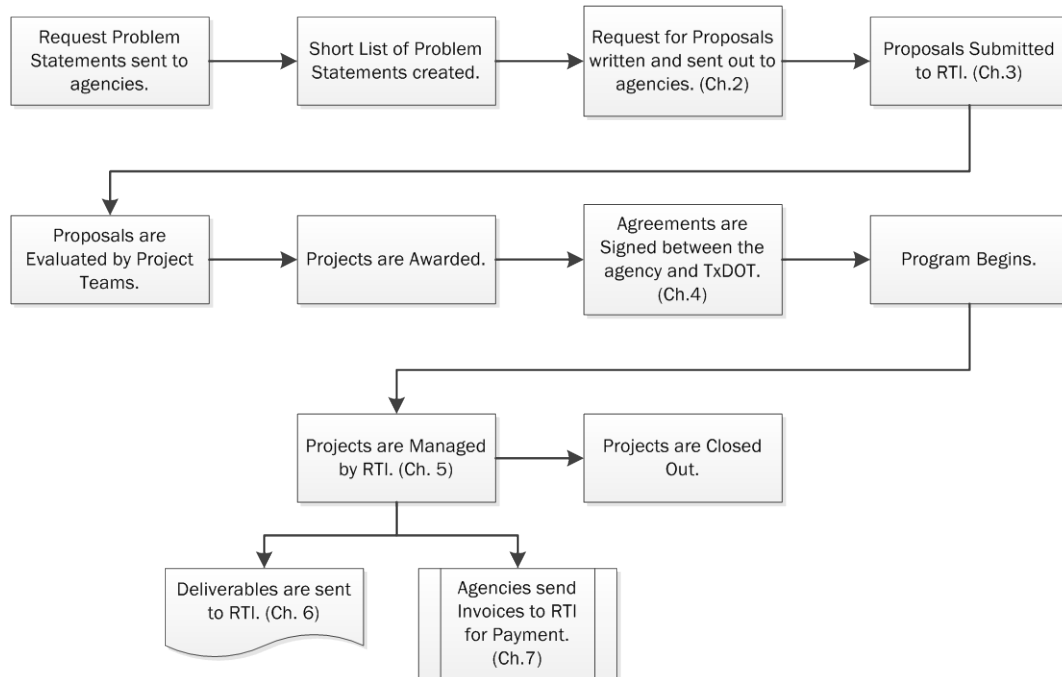 Request Problem
Statements sent to
agencies.
Short List of Problem
Statements created.
Request for Proposals
written and sent out to
agencies. (Ch.2)
Proposals Submitted
to RTI. (Ch.3)
Proposals are
Evaluated by Project
Teams.
Projects are Awarded.
Agreements are
Signed between the
agency and TxDOT.
(Ch.4)
Program Begins.
Projects are Managed
by RTI. (Ch. 5)
Projects are Closed
Out.
Deliverables are sent
to RTI. (Ch. 6)
Agencies send
Invoices to RTI
for Payment.
(Ch.7)